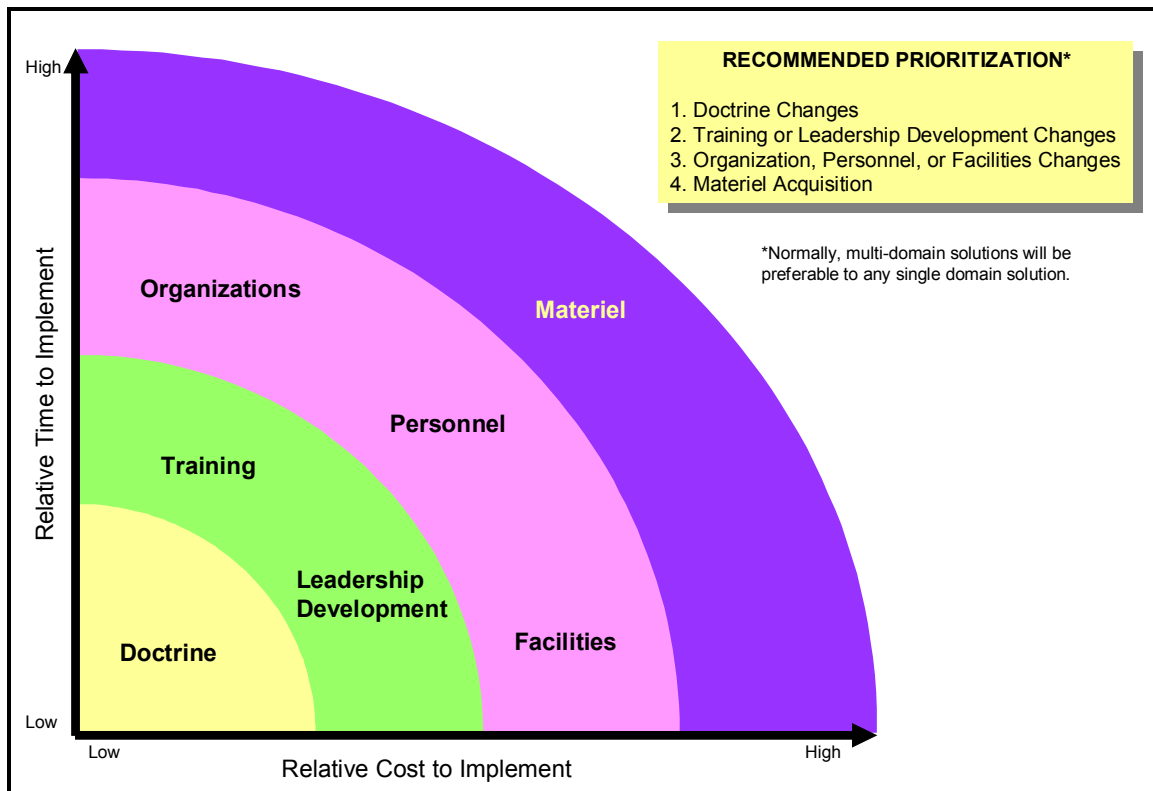 High
RECOMMENDED PRIORITIZATION*
1. Doctrine Changes
2. Training or Leadership Development Changes
3. Organization, Personnel, or Facilities Changes
4. Materiel Acquisition
*Normally, multi-domain solutions will be
preferable to any single domain solution.
Relative Time to Implement
Organizations
Materiel
Personnel
Training
Leadership
Development
Facilities
Doctrine
Low
Low
High
Relative Cost to Implement